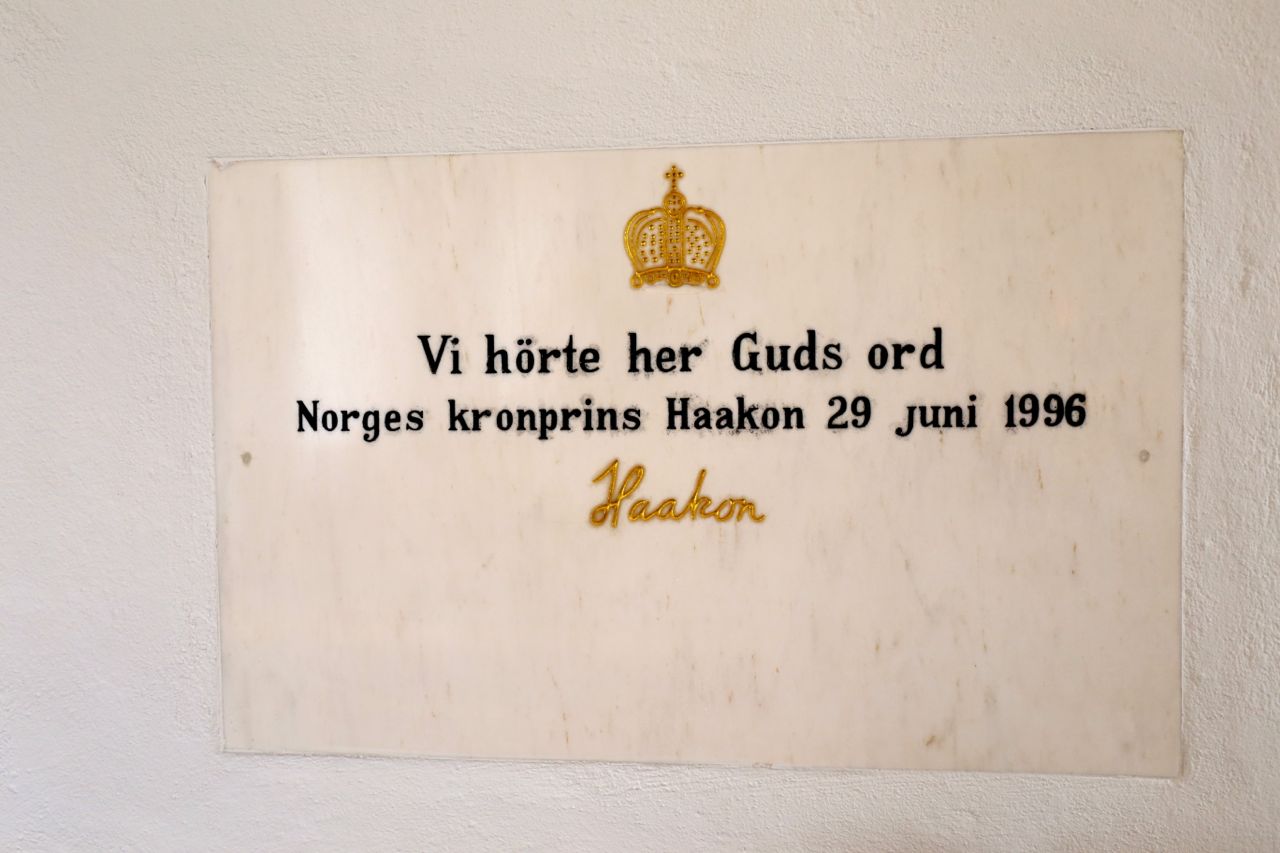 Vi hörte her Guds ord
Norges kronprins Haakon 29 juni 1996
Haakon